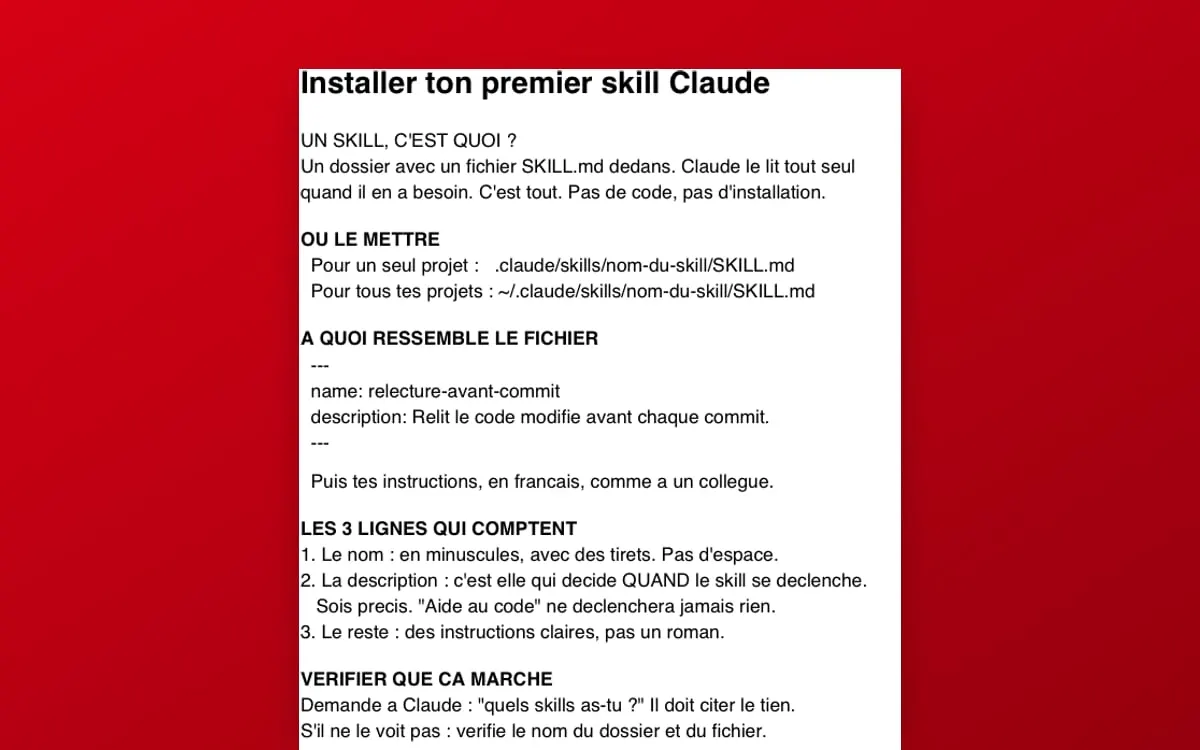 Installer ton premier skill Claude
UN SKILL, C'EST QUOI ?
Un dossier avec un fichier SKILL.md dedans. Claude le lit tout seul
quand il en a besoin. C'est tout. Pas de code, pas d'installation.
OU LE METTRE
Pour un seul projet : .claude/skills/nom-du-skill/SKILL.md
Pour tous tes projets : ~/.claude/skills/nom-du-skill/SKILL.md
A QUOI RESSEMBLE LE FICHIER
---
name: relecture-avant-commit
description: Relit le code modifie avant chaque commit.
---
Puis tes instructions, en francais, comme a un collegue.
LES 3 LIGNES QUI COMPTENT
1. Le nom : en minuscules, avec des tirets. Pas d'espace.
2. La description : c'est elle qui decide QUAND le skill se declenche.
Sois precis. "Aide au code" ne declenchera jamais rien.
3. Le reste : des instructions claires, pas un roman.
VERIFIER QUE CA MARCHE
Demande a Claude : "quels skills as-tu ?" Il doit citer le tien.
S'il ne le voit pas : verifie le nom du dossier et du fichier.